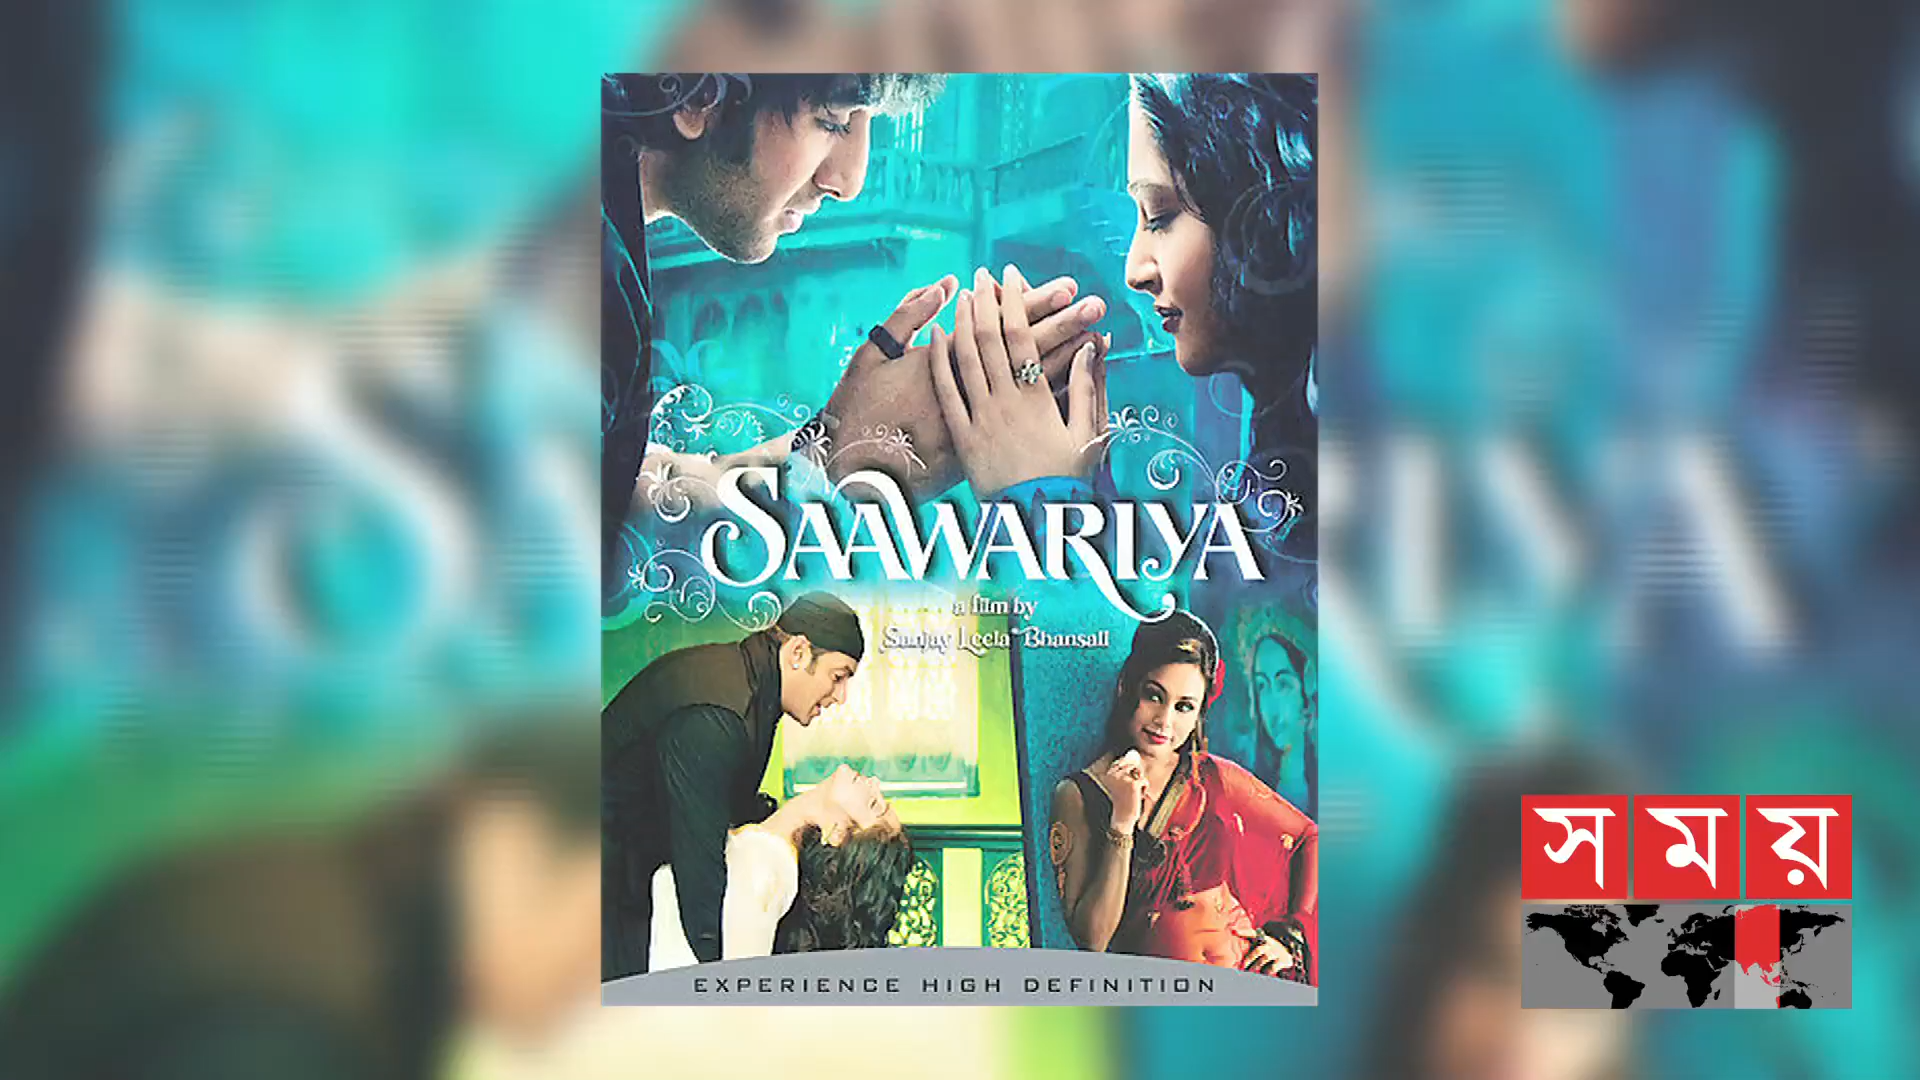 SAAWARIYA
a film by
Sanjay Leela Bhansali
EXPERIENCE HIGH DEFINITION
সময়